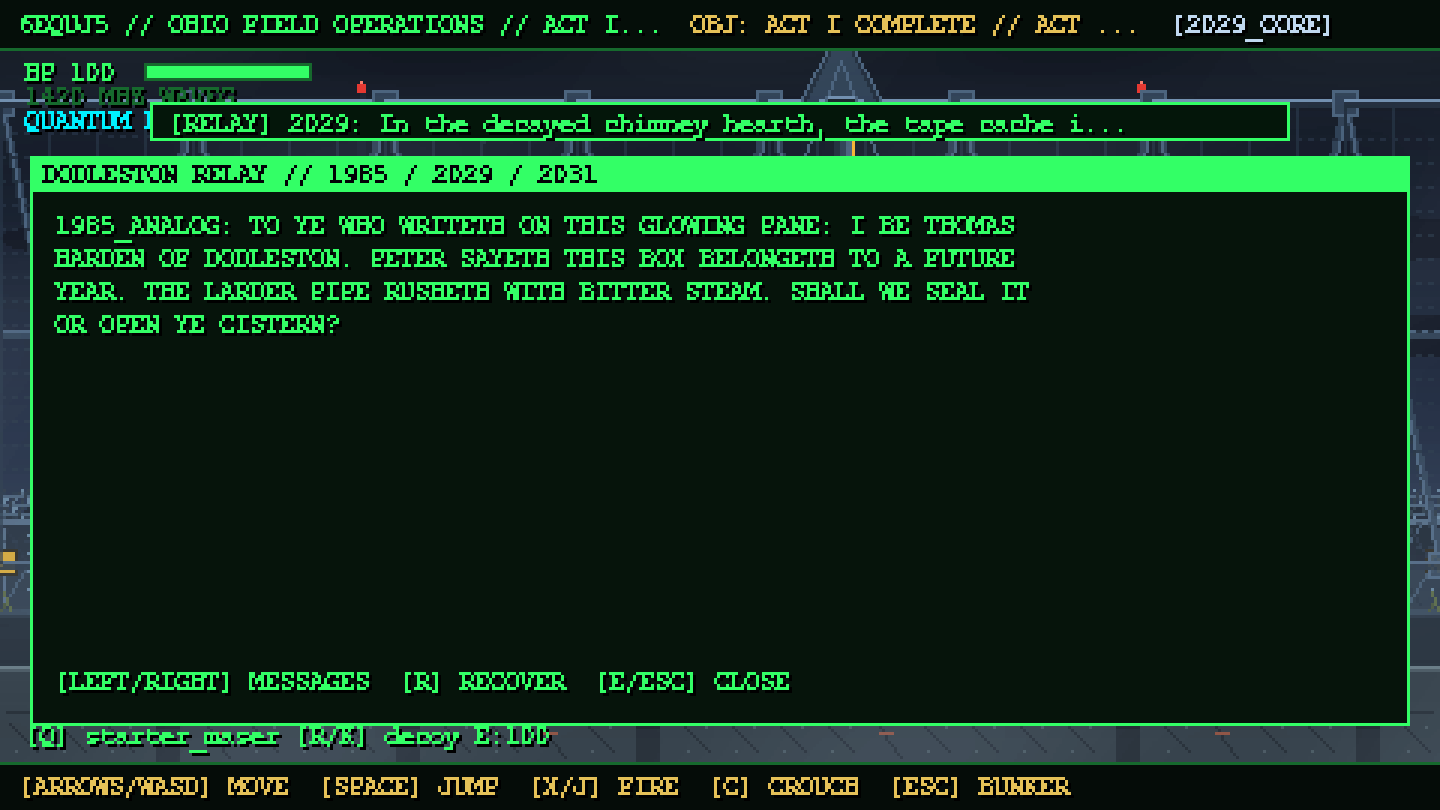 6EQUJ5 // OHIO FIELD OPERATIONS // ACT I... OBJ: ACT I COMPLETE // ACT ... [2029_CORE]
HP 100
1420 MHZ
QUANTUM
[RELAY] 2029: In the decayed chimney hearth, the tape cache i...
DODLESTON RELAY // 1985 / 2029 / 2031
1985_ANALOG: TO YE WHO WRITETH ON THIS GLOWING PANE: I BE THOMAS
HARDEN OF DODLESTON. PETER SAYETH THIS BOX BELONGETH TO A FUTURE
YEAR. THE LARDER PIPE RUSHETH WITH BITTER STEAM. SHALL WE SEAL IT
OR OPEN YE CISTERN?
[LEFT/RIGHT] MESSAGES [R] RECOVER [E/ESC] CLOSE
[Q] starter_maser [R/K] decoy E:100
[ARROWS/WASD] MOVE [SPACE] JUMP [X/J] FIRE [C] CROUCH [ESC] BUNKER